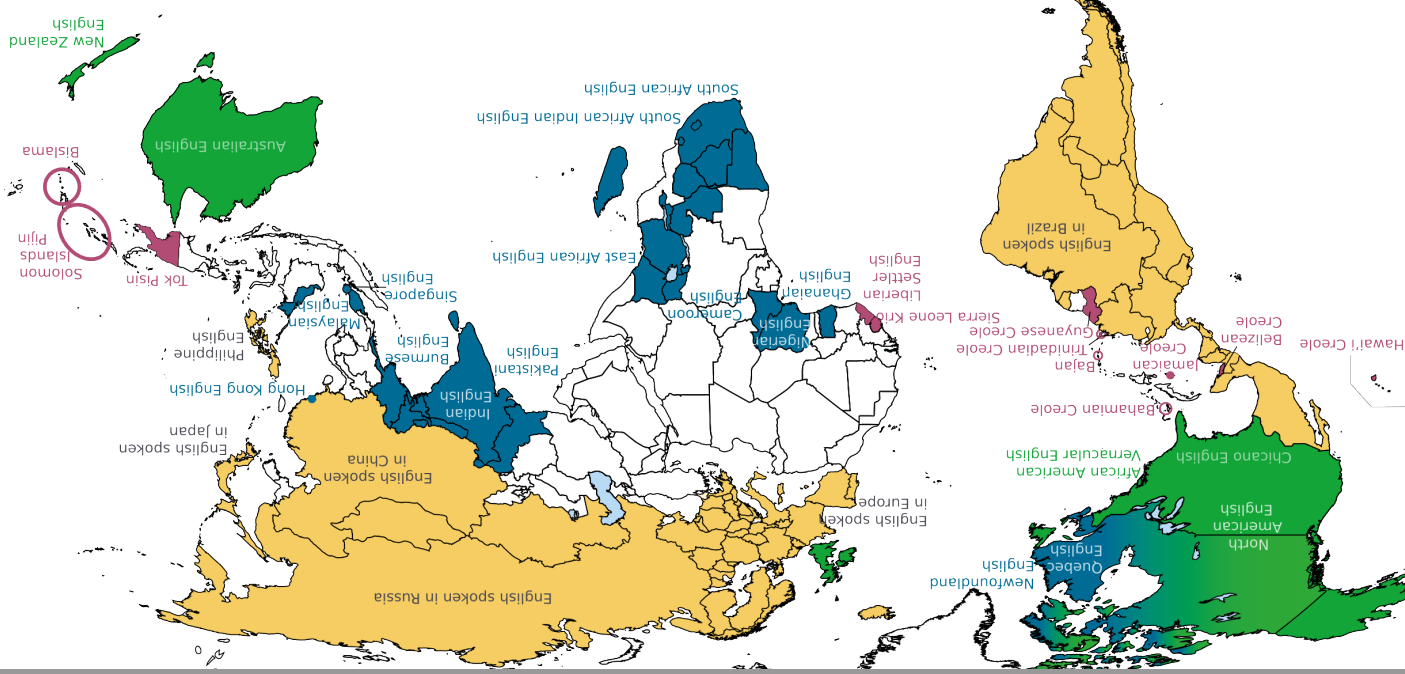 English spoken in Russia
Newfoundland
English
Quebec
English
North
American
English
English spoken
in Europe
African American
Vernacular English
Chicano English
English spoken
in China
English spoken
in Japan
Bahamian Creole
Hawai'i Creole
Belizean
Creole
Jamaican
Creole
Bajan
Trinidadian Creole
Guyanese Creole
Indian
English
Pakistani
English
Burmese
English
Hong Kong English
Philippine
English
Nigerian
English
Sierra Leone Krio
Liberian
Settler
English
Ghanaian
English
Cameroon
English
Malaysian
English
Singapore
English
East African English
English spoken
in Brazil
Tok Pisin
Solomon
Islands
Pijin
Bislama
Australian English
South African Indian English
South African English
New Zealand
English